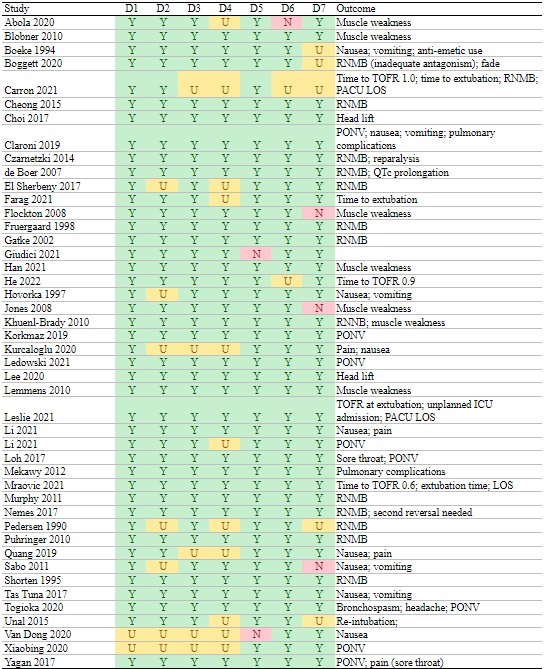 Study D1 D2 D3 D4 D5 D6 D7 Outcome
Abola 2020 Y Y Y U Y N Y Muscle weakness
Blobner 2010 Y Y Y Y Y Y Y Muscle weakness
Boeke 1994 Y Y Y Y Y Y U Nausea; vomiting; anti-emetic use
Boggett 2020 Y Y Y Y Y Y U RNMB (inadequate antagonism); fade
Time to TOFR 1.0; time to extubation; RNMB;
Carron 2021 Y Y U U Y U U PACU LOS
Cheong 2015 Y Y Y Y Y Y Y RNMB
Choi 2017 Y Y Y Y Y Y Y Head lift
PONV; nausea; vomiting; pulmonary
Claroni 2019 Y Y Y Y Y Y Y complications
Czarnetzki 2014 Y Y Y Y Y Y Y RNMB; reparalysis
de Boer 2007 Y Y Y Y Y Y Y RNMB; QTc prolongation
El Sherbeny 2017 Y U Y U Y Y Y RNMB
Farag 2021 Y Y Y U Y Y Y Time to extubation
Flockton 2008 Y Y Y Y Y Y N Muscle weakness
Fruergaard 1998 Y Y Y Y Y Y Y RNMB
Gatke 2002 Y Y Y Y Y Y Y RNMB
Giudici 2021 Y Y Y Y N Y Y
Han 2021 Y Y Y Y Y Y Y Muscle weakness
He 2022 Y Y Y Y Y U Y Time to TOFR 0.9
Hovorka 1997 Y U Y Y Y Y Y Nausea; vomiting
Jones 2008 Y Y Y Y Y Y N Muscle weakness
Khuenl-Brady 2010 Y Y Y Y Y Y Y RNNB; muscle weakness
Korkmaz 2019 Y Y Y Y Y Y Y PONV
Kurcaloglu 2020 Y U U U Y Y Y Pain; nausea
Ledowski 2021 Y Y Y Y Y Y Y PONV
Lee 2020 Y Y Y Y Y Y Y Head lift
Lemmens 2010 Y Y Y Y Y Y Y Muscle weakness
TOFR at extubation; unplanned ICU
Leslie 2021 Y Y Y Y Y Y Y admission; PACU LOS
Li 2021 Y Y Y Y Y Y Y Nausea; pain
Li 2021 Y Y Y U Y Y Y PONV
Loh 2017 Y Y Y Y Y Y Y Sore throat; PONV
Mekawy 2012 Y Y Y Y Y Y Y Pulmonary complications
Mraovic 2021 Y Y Y Y Y Y Y Time to TOFR 0.6; extubation time; LOS
Murphy 2011 Y Y Y Y Y Y Y RNMB
Nemes 2017 Y Y Y Y Y Y Y RNMB; second reversal needed
Pedersen 1990 Y U Y U Y Y U RNMB
Puhringer 2010 Y Y Y Y Y Y Y RNMB
Quang 2019 Y Y U U Y Y Y Nausea; pain
Sabo 2011 Y U Y Y Y Y N Nausea; vomiting
Shorten 1995 Y Y Y Y Y Y Y RNMB
Tas Tuna 2017 Y Y Y Y Y Y Y Nausea; vomiting
Togioka 2020 Y Y Y Y Y Y Y Bronchospasm; headache; PONV
Unal 2015 Y Y Y U Y Y U Re-intubation;
Van Dong 2020 U U U U N Y Y Nausea
Xiaobing 2020 U U U U Y Y Y PONV
Yagan 2017 Y Y Y Y Y Y Y PONV; pain (sore throat)